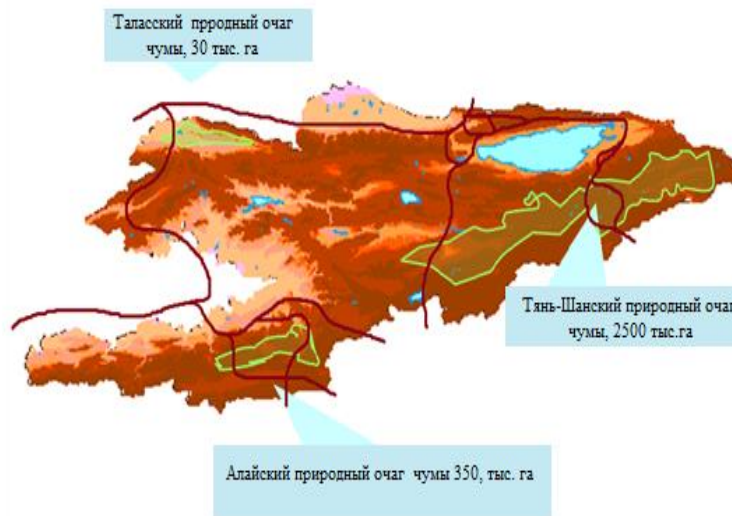 Таласский прродный очаг
чумы, 30 тыс. га
Тянь-Шанский природный очаг
чумы, 2500 тыс.га
Алайский природный очаг чумы 350, тыс. га